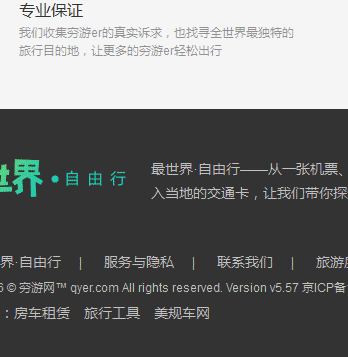 专业保证
我们收集穷游er的真实诉求，也找寻全世界最独特的
旅行目的地，让更多的穷游er轻松出行
世界·自由行
最世界·自由行——从一张机票、
入当地的交通卡，让我们带你探
界·自由行 | 服务与隐私 | 联系我们 | 旅游
6 © 穷游网™ qyer.com All rights reserved. Version v5.57 京ICP备
：房车租赁 旅行工具 美规车网